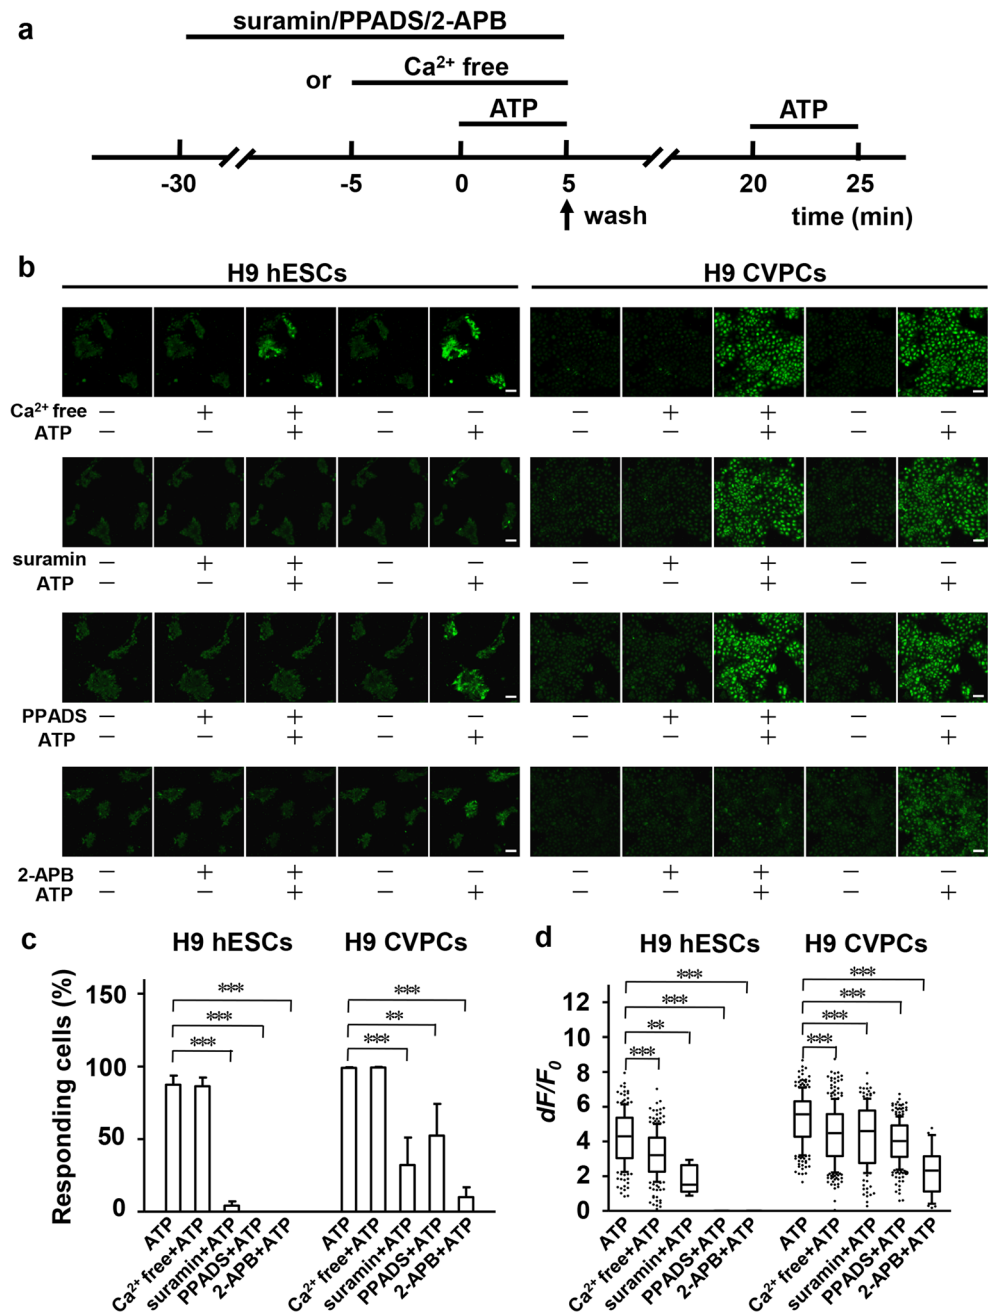 a
suramin/PPADS/2-APB
or
Ca²⁺ free
ATP
ATP
-30
-5
0
5
20
25
wash
time (min)
b
H9 hESCs
H9 CVPCs
Ca²⁺ free — + + — — — + + — —
ATP — — + — + — — + — +
suramin — + + — — — + + — —
ATP — — + — + — — + — +
PPADS — + + — — — + + — —
ATP — — + — + — — + — +
2-APB — + + — — — + + — —
ATP — — + — + — — + — +
c
H9 hESCs
H9 CVPCs
Responding cells (%)
150
100
50
0
***
***
***
***
**
***
ATP
Ca²⁺ free+ATP
suramin+ATP
PPADS+ATP
2-APB+ATP
ATP
Ca²⁺ free+ATP
suramin+ATP
PPADS+ATP
2-APB+ATP
d
H9 hESCs
H9 CVPCs
dF/F₀
12
10
8
6
4
2
0
***
***
**
***
***
***
***
***
ATP
Ca²⁺ free+ATP
suramin+ATP
PPADS+ATP
2-APB+ATP
ATP
Ca²⁺ free+ATP
suramin+ATP
PPADS+ATP
2-APB+ATP